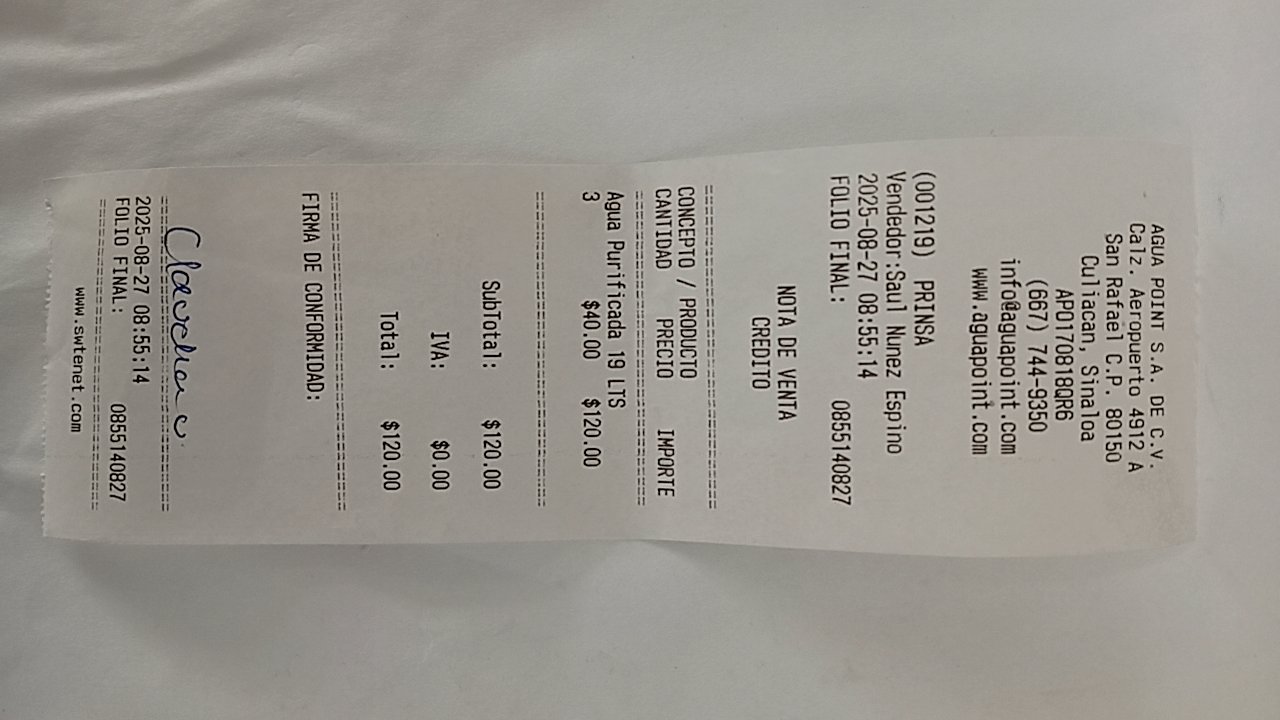 AGUA POINT S.A. DE C.V.
Calz. Aeropuerto 4912 A
San Rafael C.P. 80150
Culiacan, Sinaloa
APO170818QR6
(667) 744-9350
info@aguapoint.com
www.aguapoint.com
(001219) PRINSA
Vendedor:Saul Nunez Espino
2025-08-27 08:55:14
FOLIO FINAL: 0855140827
NOTA DE VENTA
CREDITO
CONCEPTO / PRODUCTO
CANTIDAD PRECIO IMPORTE
Agua Purificada 19 LTS
3 $40.00 $120.00
SubTotal: $120.00
IVA: $0.00
Total: $120.00
FIRMA DE CONFORMIDAD:
2025-08-27 08:55:14
FOLIO FINAL: 0855140827
www.swtenet.com